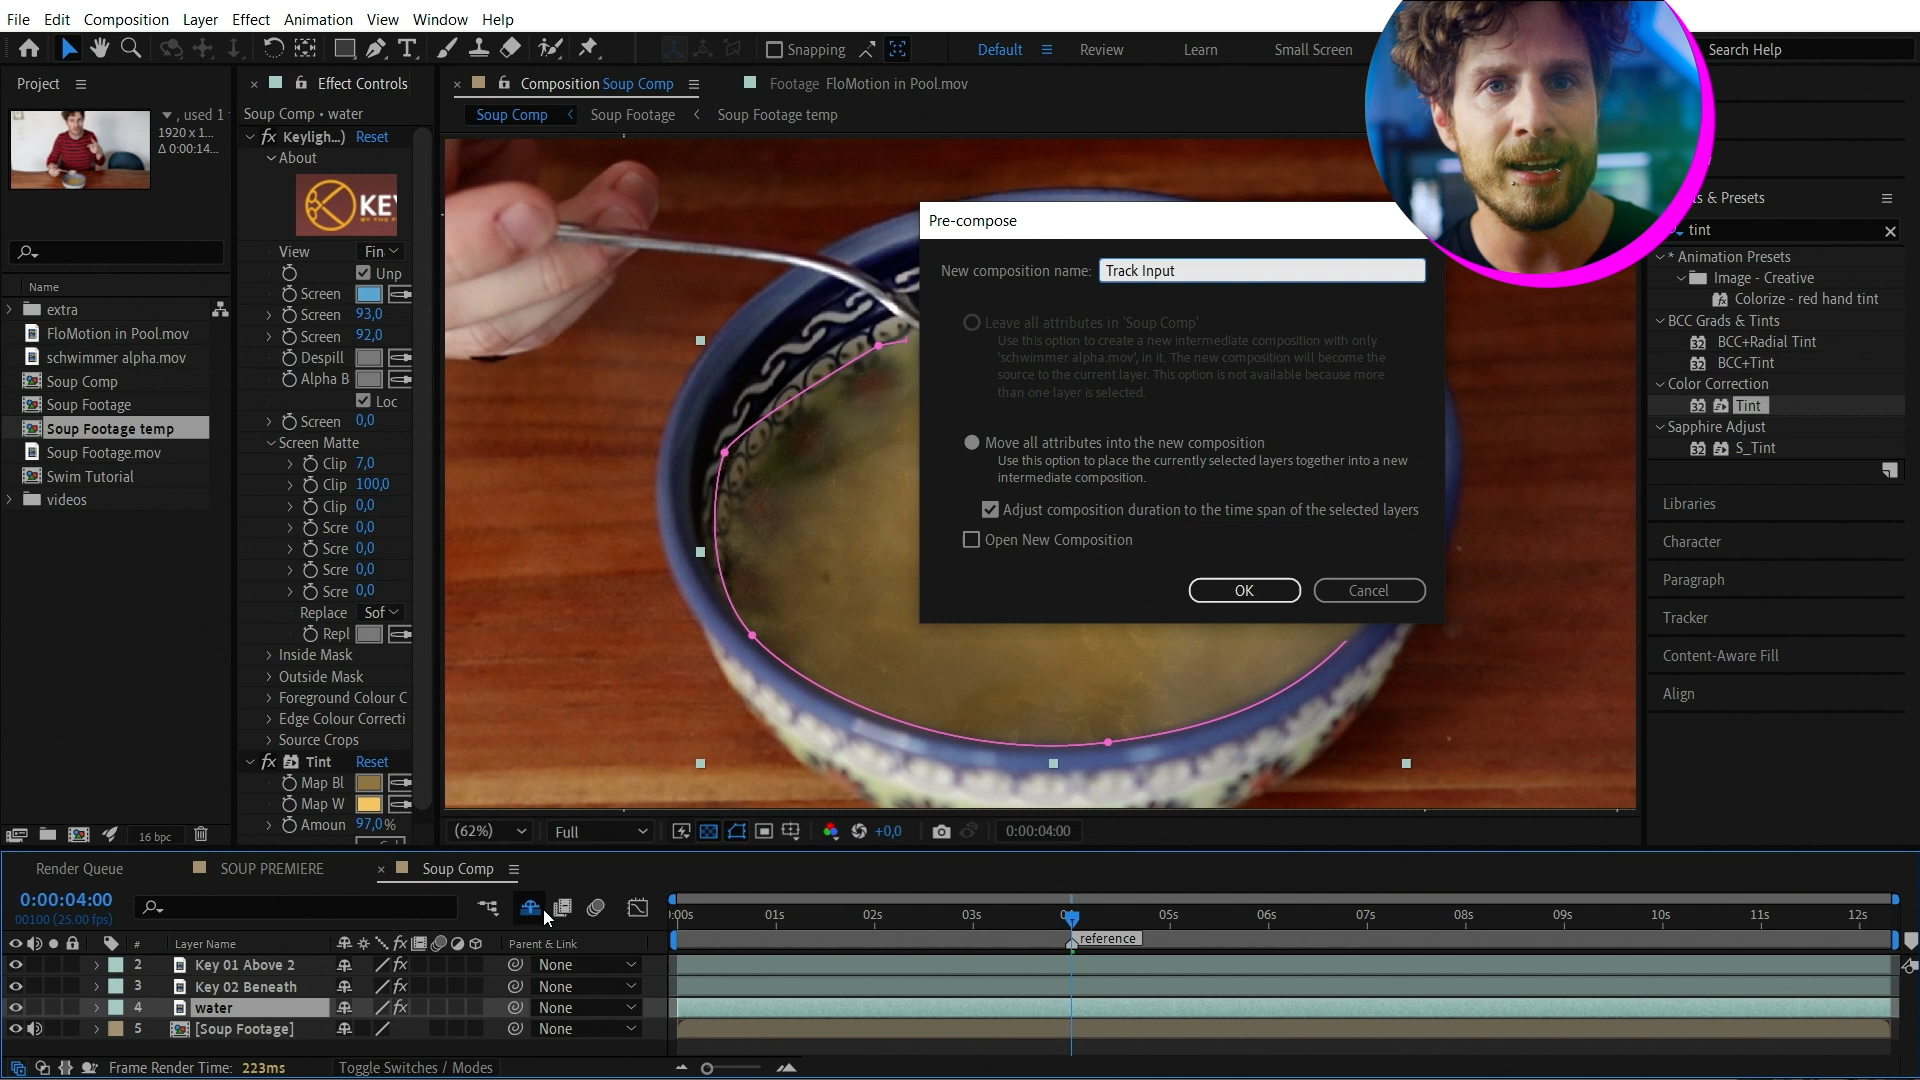 File Edit Composition Layer Effect Animation View Window Help
Snapping Default Review Learn Small Screen Search Help
Project
, used 1
1920 x 1...
Δ 0:00:14...
Name
extra
FloMotion in Pool.mov
schwimmer alpha.mov
Soup Comp
Soup Footage
Soup Footage temp
Soup Footage.mov
Swim Tutorial
videos
16 bpc
Effect Controls
Soup Comp • water
fx Keyligh...) Reset
About
KE
View Fin
Unp
Screen
Screen 93,0
Screen 92,0
Despill
Alpha B
Loc
Screen 0,0
Screen Matte
Clip 7,0
Clip 100,0
Clip 0,0
Scre 0,0
Scre 0,0
Scre 0,0
Scre 0,0
Replace Sof
Repl
Inside Mask
Outside Mask
Foreground Colour C
Edge Colour Correcti
Source Crops
fx Tint Reset
Map Bl
Map W
Amoun 97,0%
Composition Soup Comp Footage FloMotion in Pool.mov
Soup Comp < Soup Footage < Soup Footage temp
Pre-compose
New composition name: Track Input
Leave all attributes in 'Soup Comp'
Use this option to create a new intermediate composition with only
'schwimmer alpha.mov', in it. The new composition will become the
source to the current layer. This option is not available because more
than one layer is selected.
Move all attributes into the new composition
Use this option to place the currently selected layers together into a new
intermediate composition.
Adjust composition duration to the time span of the selected layers
Open New Composition
OK Cancel
(62%) Full +0,0 0:00:04:00
s & Presets
tint
* Animation Presets
Image - Creative
Colorize - red hand tint
BCC Grads & Tints
32 BCC+Radial Tint
32 BCC+Tint
Color Correction
32 Tint
Sapphire Adjust
32 S_Tint
Libraries
Character
Paragraph
Tracker
Content-Aware Fill
Align
Render Queue SOUP PREMIERE Soup Comp
0:00:04:00
00100 (25.00 fps)
:00s 01s 02s 03s 05s 06s 07s 08s 09s 10s 11s 12s
reference
# Layer Name fx Parent & Link
2 Key 01 Above 2 fx None
3 Key 02 Beneath fx None
4 water fx None
5 [Soup Footage] None
Frame Render Time: 223ms Toggle Switches / Modes